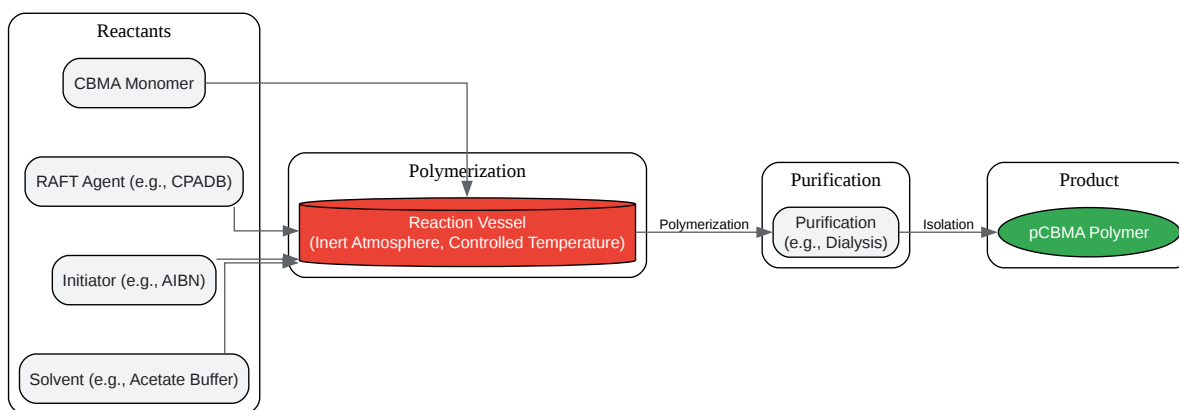 Reactants
CBMA Monomer
RAFT Agent (e.g., CPADB)
Initiator (e.g., AIBN)
Solvent (e.g., Acetate Buffer)
Polymerization
Reaction Vessel
(Inert Atmosphere, Controlled Temperature)
Polymerization
Purification
Purification
(e.g., Dialysis)
Isolation
Product
pCBMA Polymer